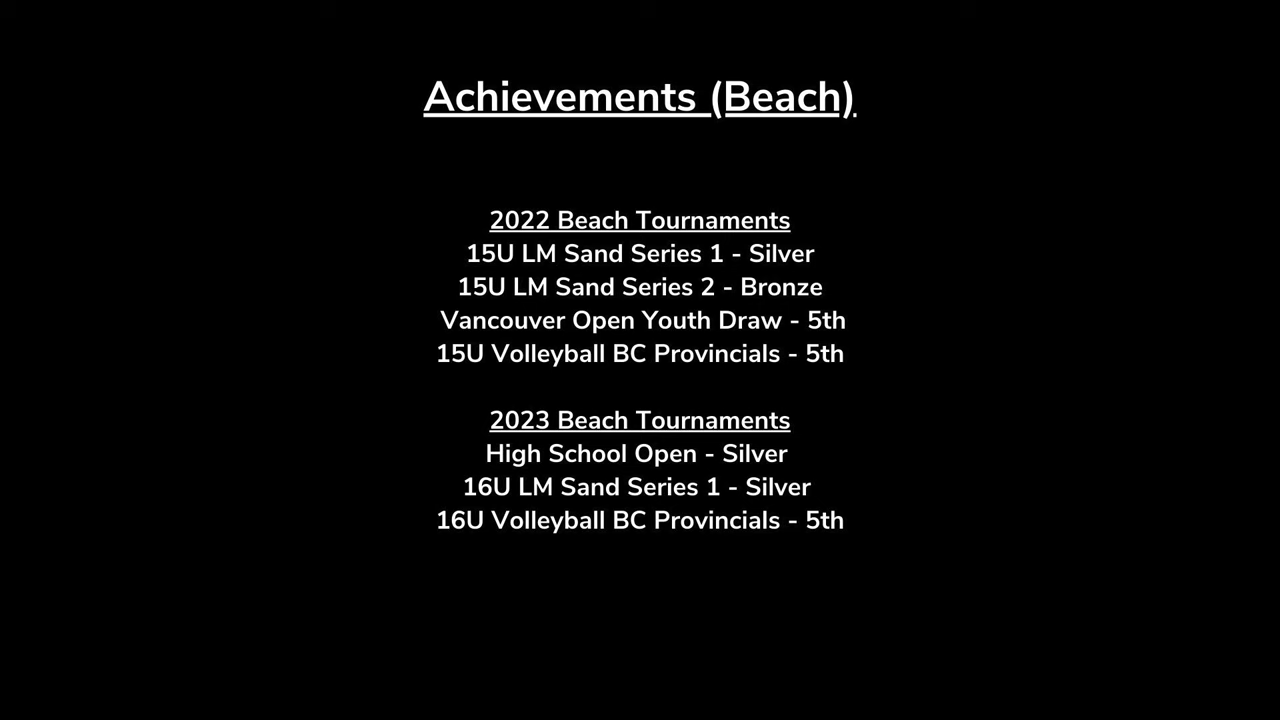 Achievements (Beach)
2022 Beach Tournaments
15U LM Sand Series 1 - Silver
15U LM Sand Series 2 - Bronze
Vancouver Open Youth Draw - 5th
15U Volleyball BC Provincials - 5th
2023 Beach Tournaments
High School Open - Silver
16U LM Sand Series 1 - Silver
16U Volleyball BC Provincials - 5th